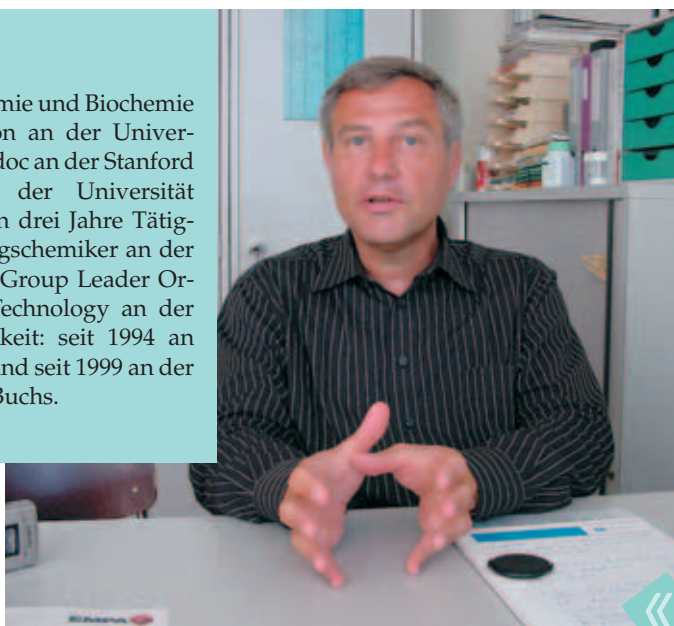 mie und Biochemie
on an der Univer-
doc an der Stanford
der Universität
n drei Jahre Tätig-
gschemiker an der
Group Leader Or-
Technology an der
keit: seit 1994 an
nd seit 1999 an der
Buchs.
EMPA
«